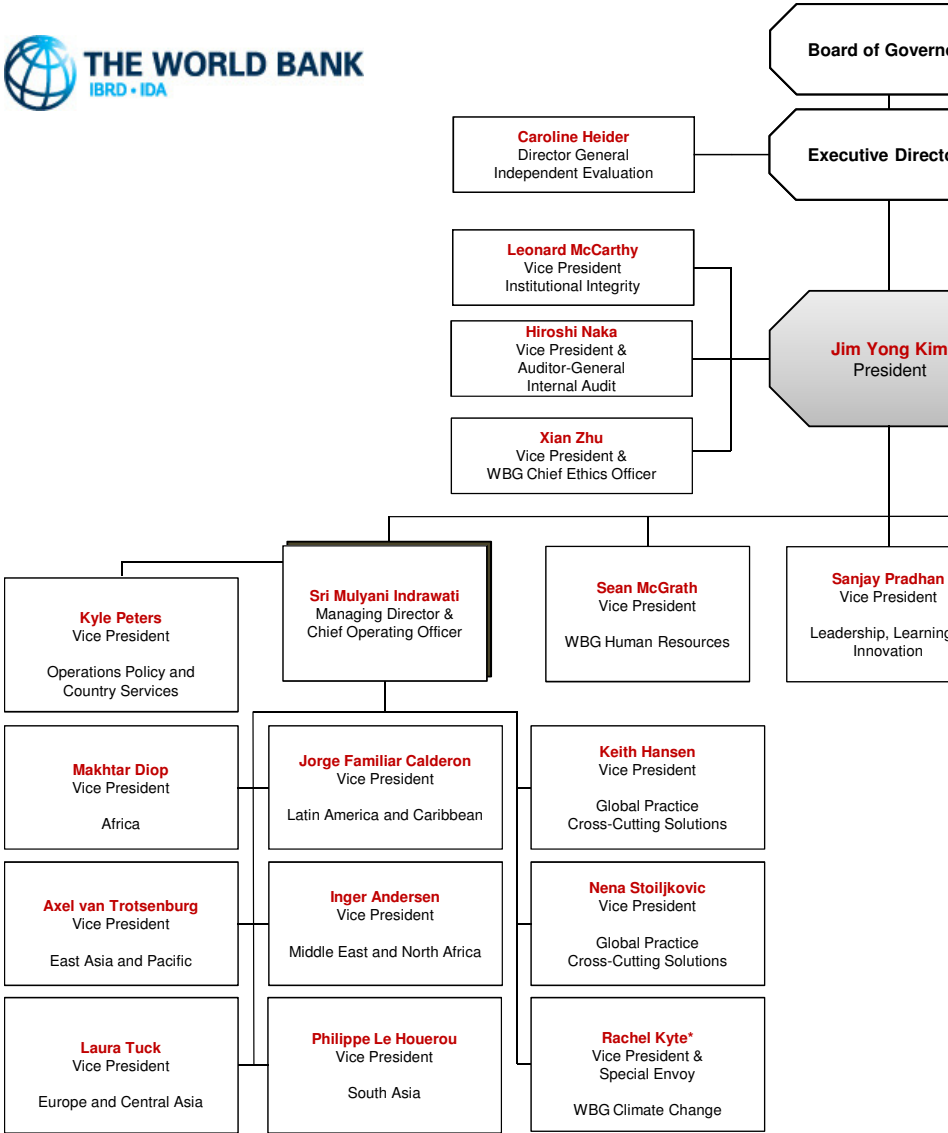 THE WORLD BANK
IBRD • IDA
Board of
Caroline Heider
Director General
Independent Evaluation
Executive
Leonard McCarthy
Vice President
Institutional Integrity
Hiroshi Naka
Vice President &
Auditor-General
Internal Audit
Jim Yong Kim
President
Xian Zhu
Vice President &
WBG Chief Ethics Officer
Kyle Peters
Vice President
Operations Policy and
Country Services
Sri Mulyani Indrawati
Managing Director &
Chief Operating Officer
Sean McGrath
Vice President
WBG Human Resources
Sanjay Pradhan
Vice President
Leadership, Learning
Innovation
Makhtar Diop
Vice President
Africa
Jorge Familiar Calderon
Vice President
Latin America and Caribbean
Keith Hansen
Vice President
Global Practice
Cross-Cutting Solutions
Axel van Trotsenburg
Vice President
East Asia and Pacific
Inger Andersen
Vice President
Middle East and North Africa
Nena Stoiljkovic
Vice President
Global Practice
Cross-Cutting Solutions
Laura Tuck
Vice President
Europe and Central Asia
Philippe Le Houerou
Vice President
South Asia
Rachel Kyte*
Vice President &
Special Envoy
WBG Climate Change